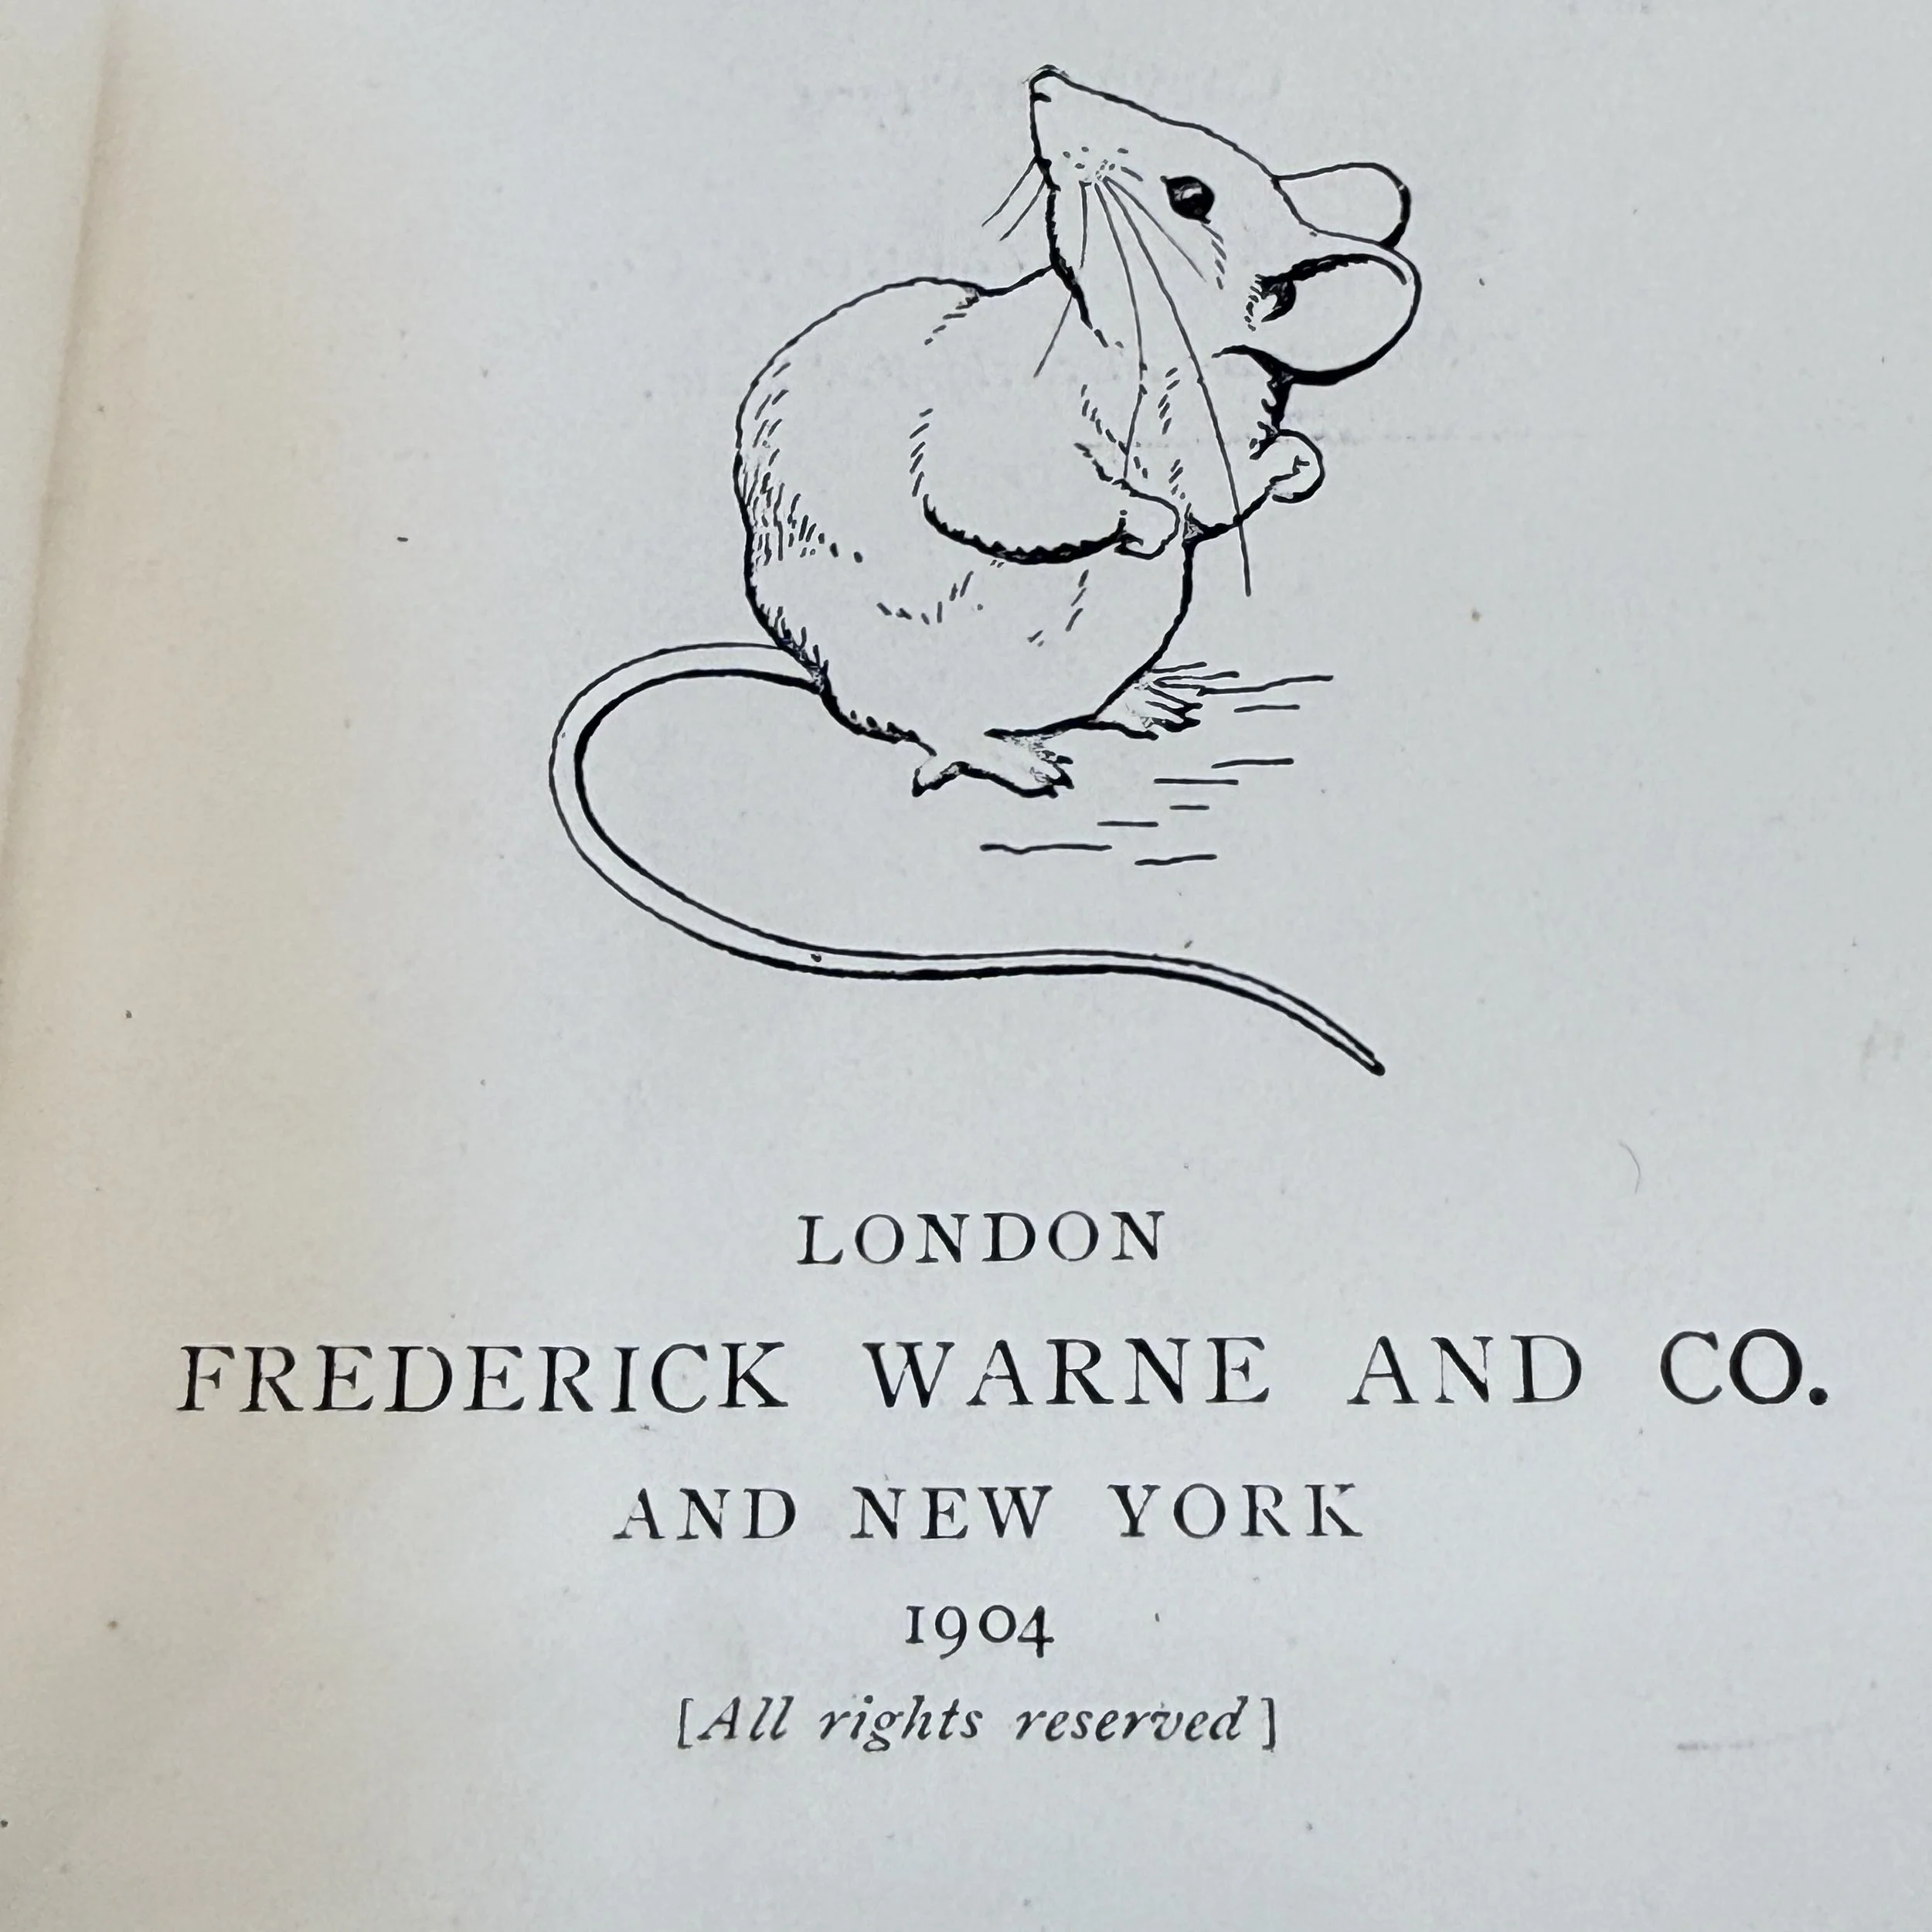 LONDON
FREDERICK WARNE AND CO.
AND NEW YORK
1904
[All rights reserved]